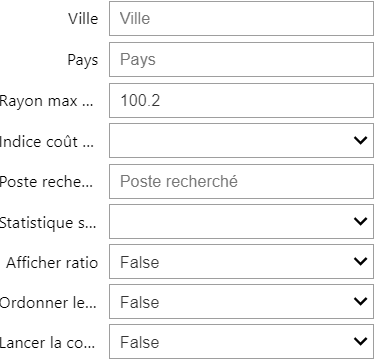 Ville Ville
Pays Pays
Rayon max ... 100.2
Indice coût ...
Poste reche... Poste recherché
Statistique s...
Afficher ratio False
Ordonner le... False
Lancer la co... False